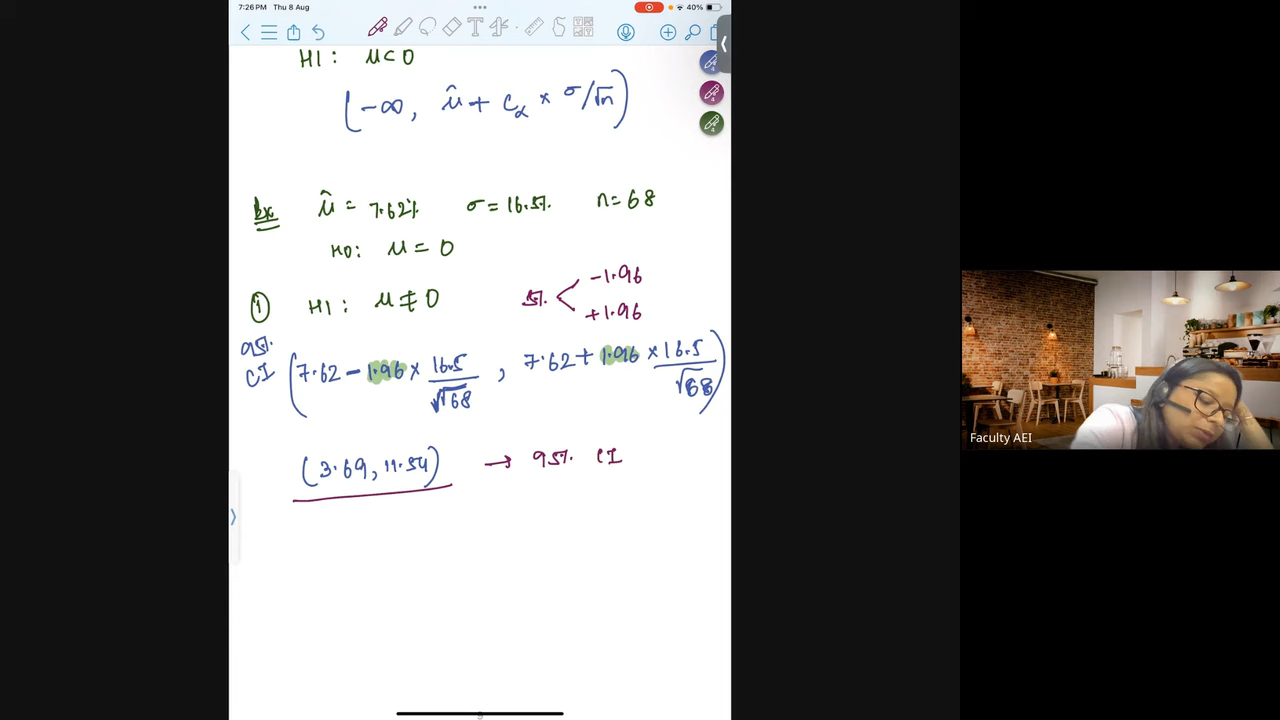 7:26 PM Thu 8 Aug
40%
H1: μ < 0
(-∞, μ̂ + Cα × σ/√n)
Ex μ̂ = 7.62% σ = 16.5% n = 68
H0: μ = 0
① H1: μ ≠ 0
5% < -1.96
+1.96
95% CI (7.62 - 1.96 × 16.5/√68, 7.62 + 1.96 × 16.5/√68)
(3.69, 11.54) → 95% CI
Faculty AEI